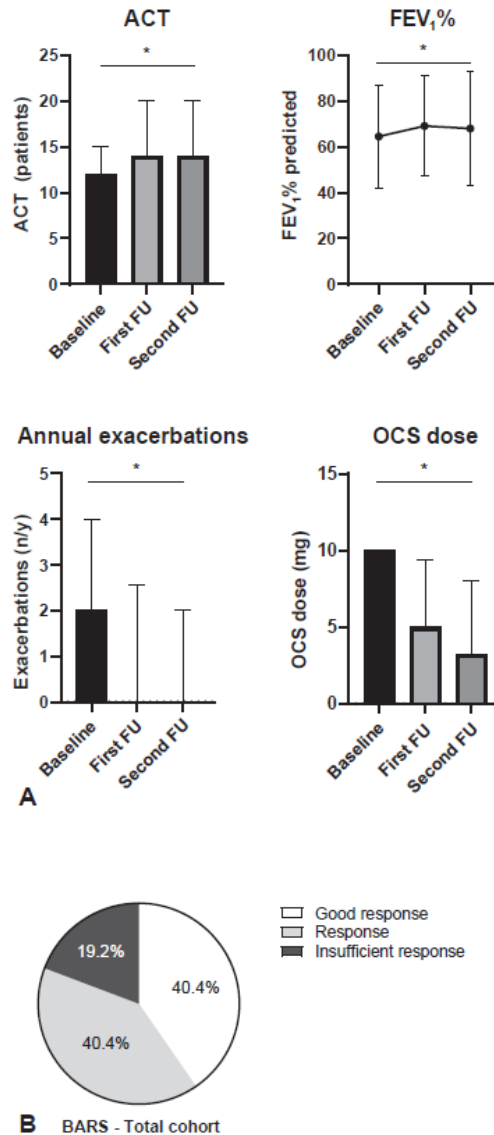 ACT
*
25
20
15
10
5
0
ACT (patients)
Baseline
First FU
Second FU
FEV₁%
*
100
80
60
40
20
0
FEV₁% predicted
Baseline
First FU
Second FU
Annual exacerbations
*
5
4
3
2
1
0
Exacerbations (n/y)
Baseline
First FU
Second FU
OCS dose
*
15
10
5
0
OCS dose (mg)
Baseline
First FU
Second FU
A
19.2%
40.4%
40.4%
Good response
Response
Insufficient response
B BARS - Total cohort